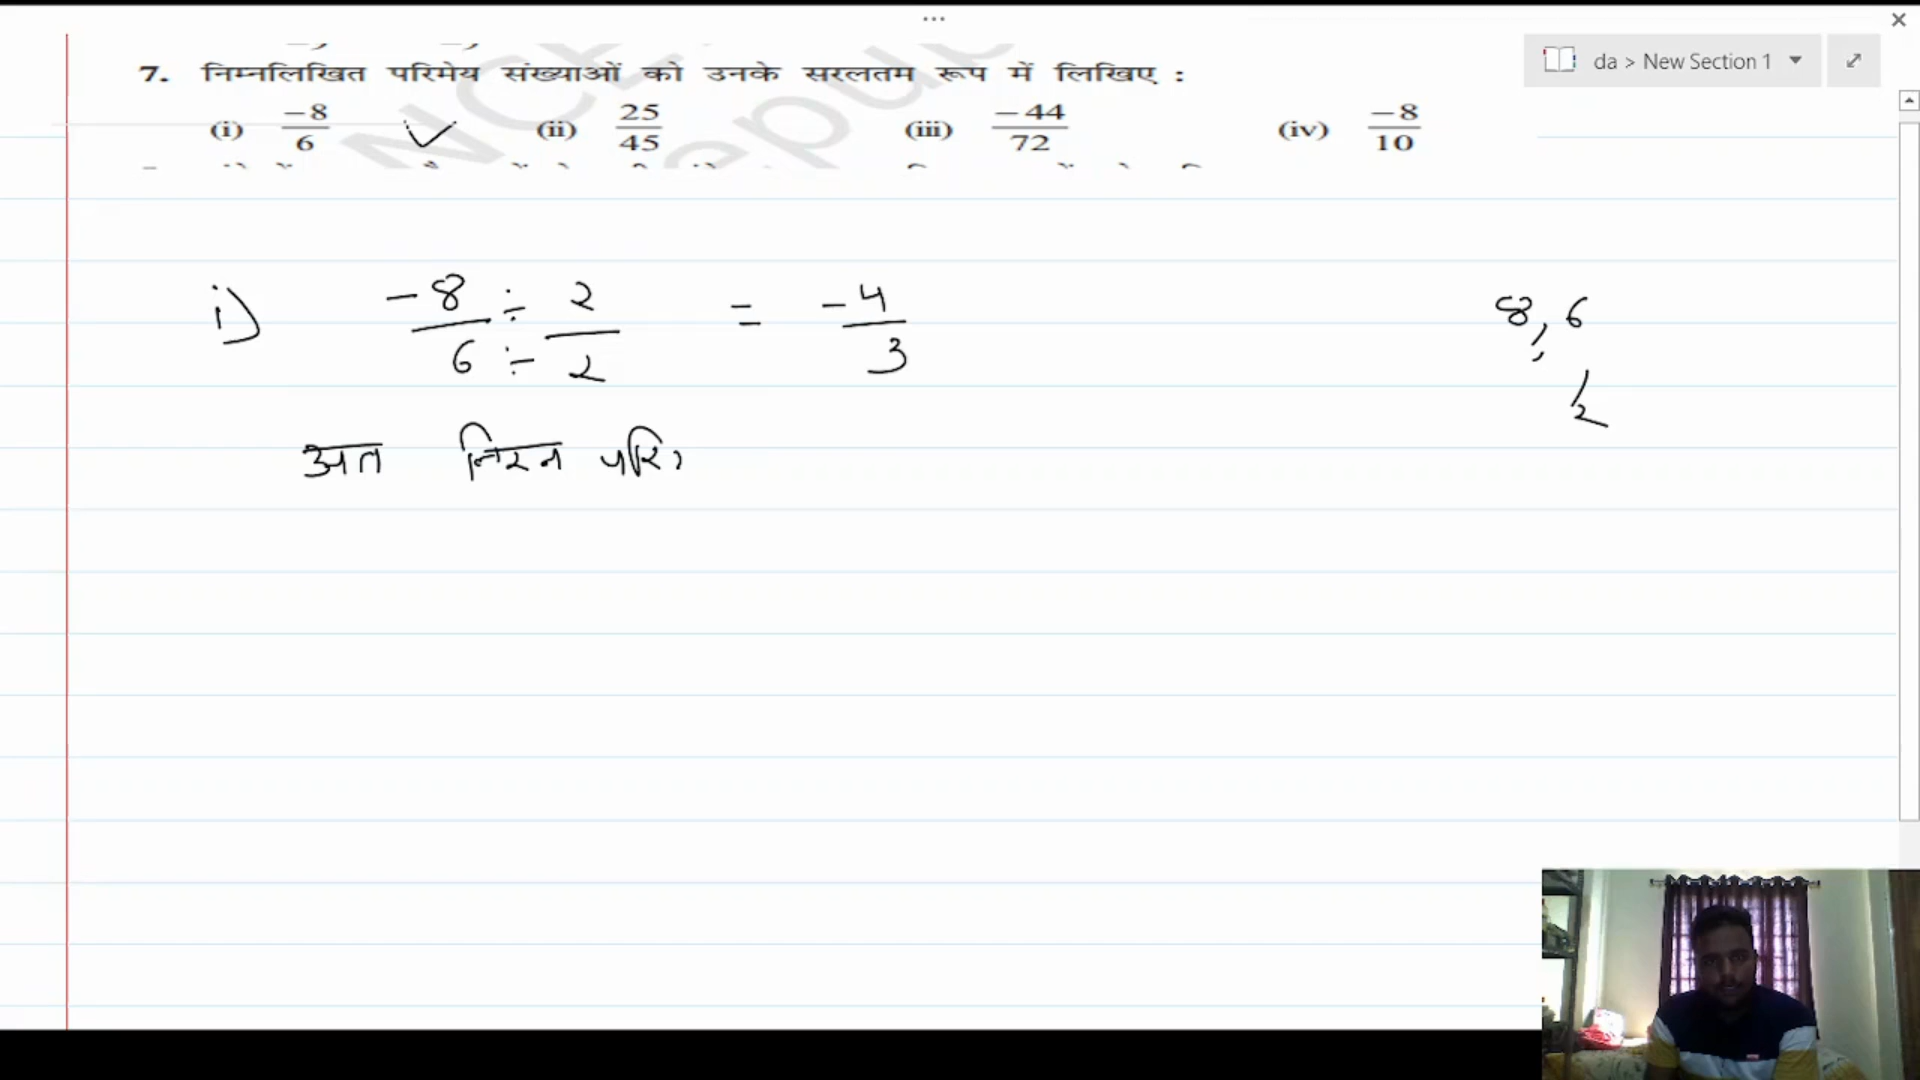 da > New Section 1
7. निम्नलिखित परिमेय संख्याओं को उनके सरलतम रूप में लिखिए :
(i) -8/6 (ii) 25/45 (iii) -44/72 (iv) -8/10
i) -8/6 ÷ 2/÷ 2 = -4/3
8, 6
2
अत निम्न परि